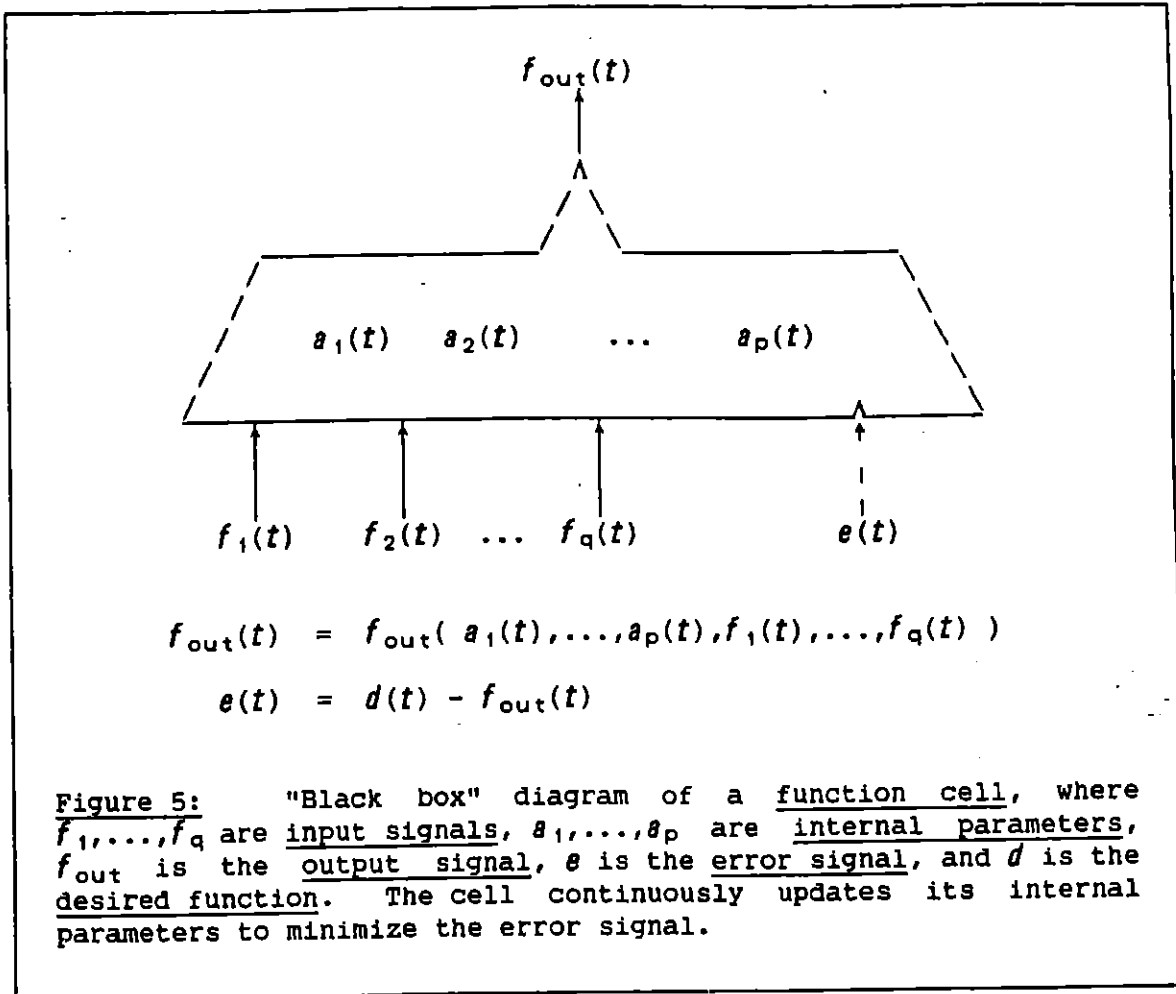 f_out(t)
a_1(t) a_2(t) ... a_p(t)
f_1(t) f_2(t) ... f_q(t) e(t)
f_out(t) = f_out( a_1(t),...,a_p(t),f_1(t),...,f_q(t) )
e(t) = d(t) - f_out(t)
Figure 5: "Black box" diagram of a function cell, where
f_1,...,f_q are input signals, a_1,...,a_p are internal parameters,
f_out is the output signal, e is the error signal, and d is the
desired function. The cell continuously updates its internal
parameters to minimize the error signal.